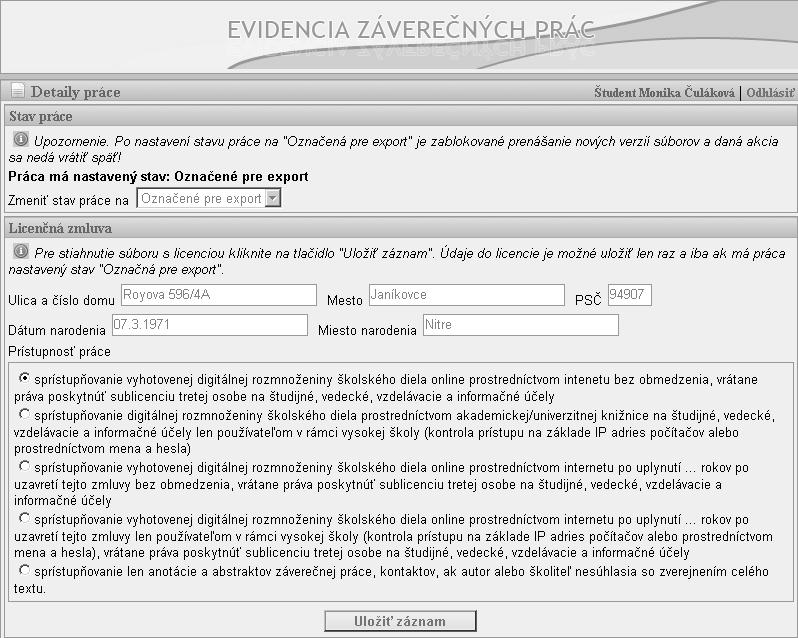 EVIDENCIA ZÁVEREČNÝCH PRÁC
Detaily práce
Študent Monika Čuláková | Odhlásiť
Stav práce
Upozornenie. Po nastavení stavu práce na "Označená pre export" je zablokované prenášanie nových verzií súborov a daná akcia
sa nedá vrátiť späť!
Práca má nastavený stav: Označené pre export
Zmeniť stav práce na Označené pre export
Licenčná zmluva
Pre stiahnutie súboru s licenciou kliknite na tlačidlo "Uložiť záznam". Údaje do licencie je možné uložiť len raz a iba ak má práca
nastavený stav "Označná pre export".
Ulica a číslo domu Royova 596/4A Mesto Janíkovce PSČ 94907
Dátum narodenia 07.3.1971 Miesto narodenia Nitre
Prístupnosť práce
sprístupňovanie vyhotovenej digitálnej rozmnoženiny školského diela online prostredníctvom intenetu bez obmedzenia, vrátane
práva poskytnúť sublicenciu tretej osobe na študijné, vedecké, vzdelávacie a informačné účely
sprístupňovanie digitálnej rozmnoženiny školského diela prostredníctvom akademickej/univerzitnej knižnice na študijné, vedecké,
vzdelávacie a informačné účely len používateľom v rámci vysokej školy (kontrola prístupu na základe IP adries počítačov alebo
prostredníctvom mena a hesla)
sprístupňovanie vyhotovenej digitálnej rozmnoženiny školského diela online prostredníctvom internetu po uplynutí ... rokov po
uzavretí tejto zmluvy bez obmedzenia, vrátane práva poskytnúť sublicenciu tretej osobe na študijné, vedecké, vzdelávacie a
informačné účely
sprístupňovanie vyhotovenej digitálnej rozmnoženiny školského diela online prostredníctvom internetu po uplynutí ... rokov po
uzavretí tejto zmluvy len používateľom v rámci vysokej školy (kontrola prístupu na základe IP adries počítačov alebo prostredníctvom
mena a hesla), vrátane práva poskytnúť sublicenciu tretej osobe na študijné, vedecké, vzdelávacie a informačné účely
sprístupňovanie len anotácie a abstraktov záverečnej práce, kontaktov, ak autor alebo školiteľ nesúhlasia so zverejnením celého
textu.
Uložiť záznam